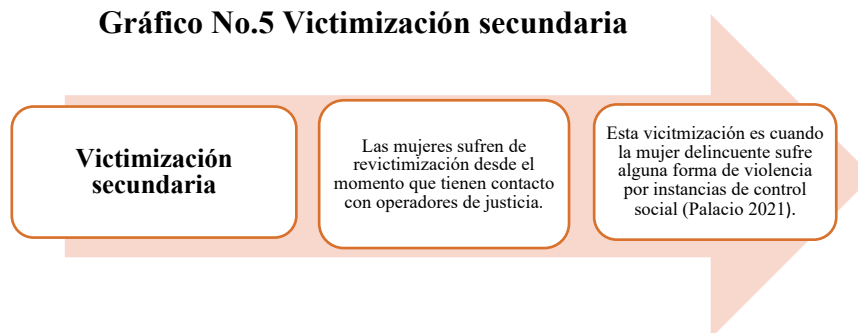 Gráfico No.5 Victimización secundaria
Victimización
secundaria
Las mujeres sufren de
revictimización desde el
momento que tienen contacto
con operadores de justicia.
Esta vicitmización es cuando
la mujer delincuente sufre
alguna forma de violencia
por instancias de control
social (Palacio 2021).